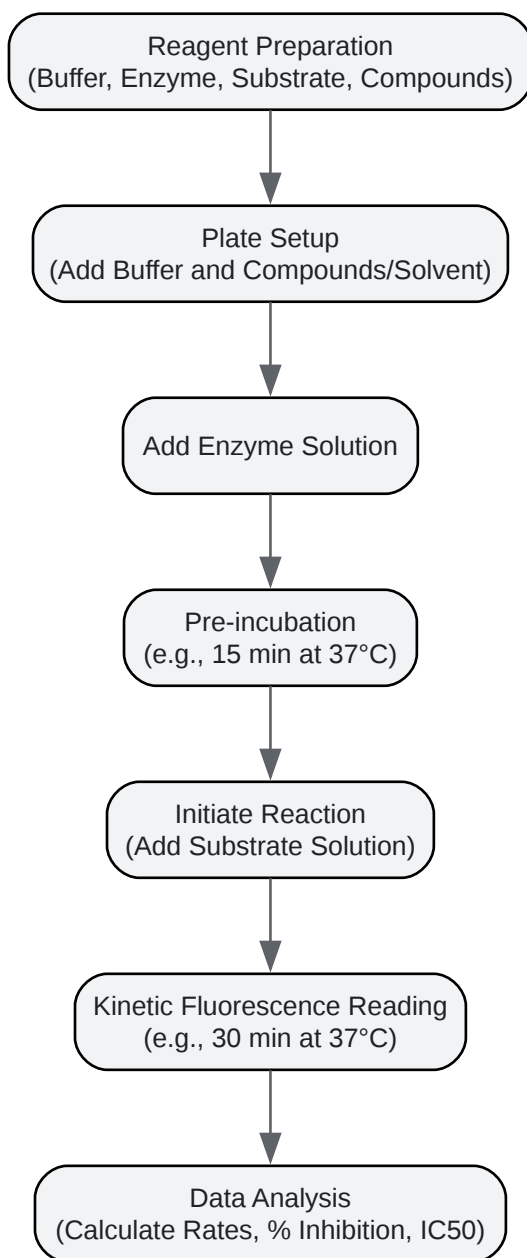 Reagent Preparation
(Buffer, Enzyme, Substrate, Compounds)
Plate Setup
(Add Buffer and Compounds/Solvent)
Add Enzyme Solution
Pre-incubation
(e.g., 15 min at 37°C)
Initiate Reaction
(Add Substrate Solution)
Kinetic Fluorescence Reading
(e.g., 30 min at 37°C)
Data Analysis
(Calculate Rates, % Inhibition, IC50)